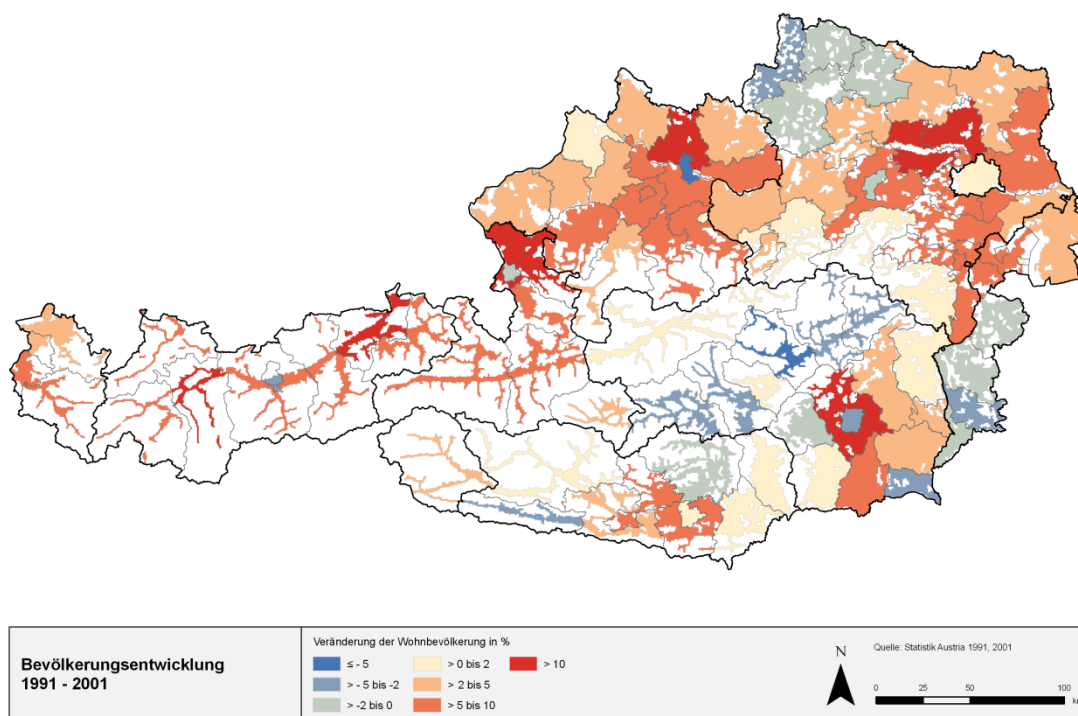 Bevölkerungsentwicklung
1991 - 2001
Veränderung der Wohnbevölkerung in %
≤ - 5
> - 5 bis -2
> -2 bis 0
> 0 bis 2
> 2 bis 5
> 5 bis 10
> 10
N
Quelle: Statistik Austria 1991, 2001
0 25 50 100